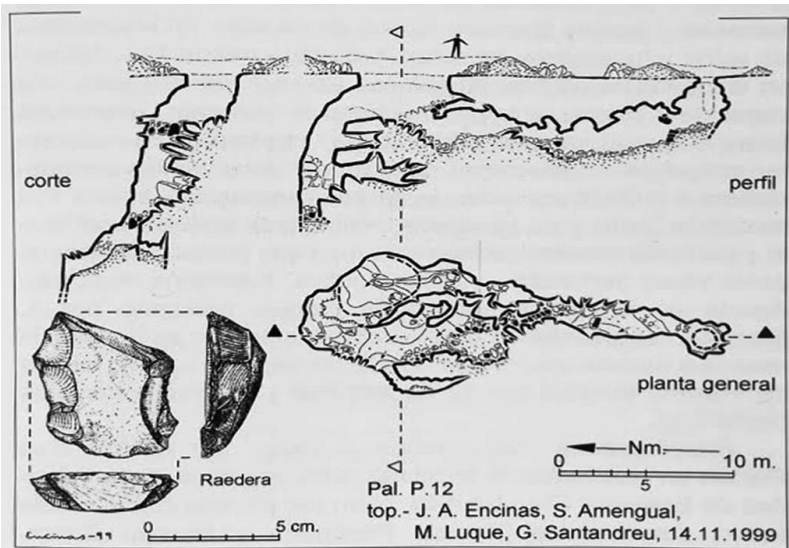 corte
perfil
planta general
Raedera
Nm.
0 5 10 m.
Pal. P.12
top.- J. A. Encinas, S. Amengual,
M. Luque, G. Santandreu, 14.11.1999
0 5 cm.
Encinas-99